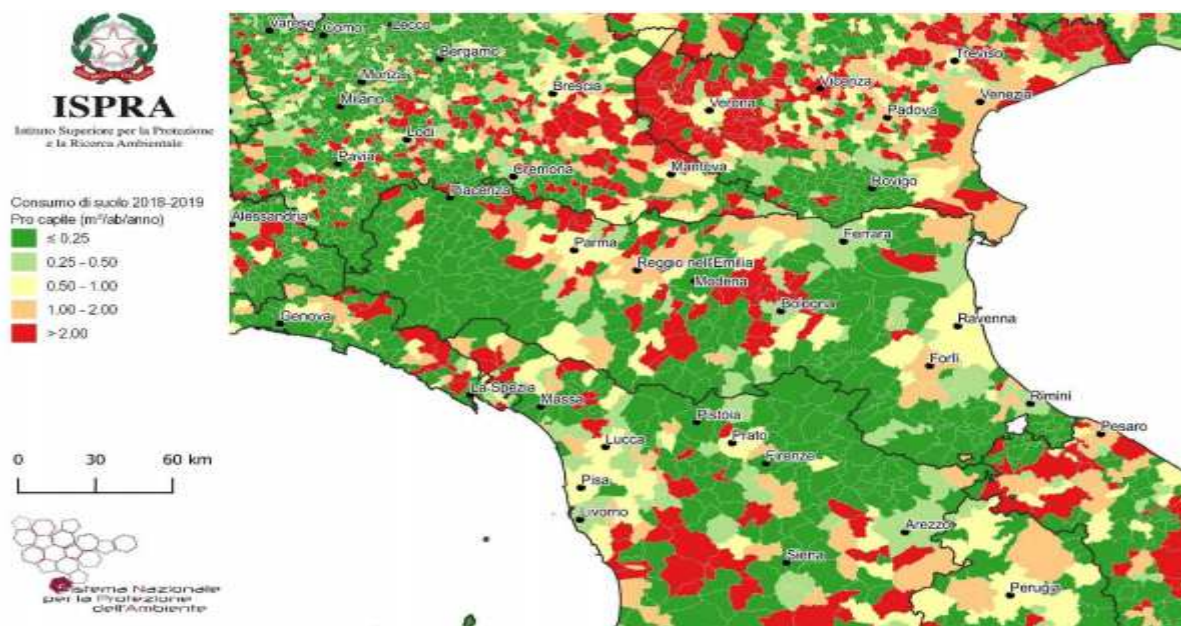 ISPRA
Istituto Superiore per la Protezione
e la Ricerca Ambientale
Consumo di suolo 2018-2019
Pro capite (m²/ab/anno)
≤ 0.25
0.25 – 0.50
0.50 – 1.00
1.00 – 2.00
> 2.00
0 30 60 km
Sistema Nazionale
per la Protezione
dell'Ambiente
Varese
Como
Lecco
Bergamo
Monza
Milano
Brescia
Lodi
Pavia
Cremona
Mantova
Verona
Vicenza
Treviso
Padova
Venezia
Rovigo
Piacenza
Alessandria
Parma
Reggio nell'Emilia
Modena
Ferrara
Bologna
Genova
Ravenna
Forlì
Rimini
La Spezia
Massa
Pistoia
Lucca
Prato
Firenze
Pesaro
Pisa
Livorno
Arezzo
Siena
Perugia